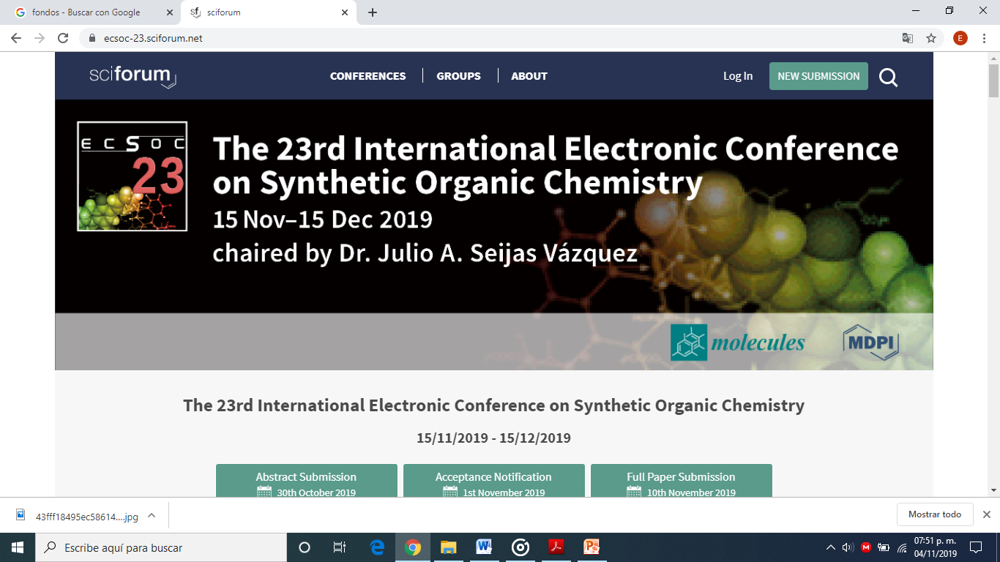 fondos - Buscar con Google
sciforum
ecsoc-23.sciforum.net
E
sciforum
CONFERENCES
GROUPS
ABOUT
Log In
NEW SUBMISSION
ecSoc
23
The 23rd International Electronic Conference
on Synthetic Organic Chemistry
15 Nov–15 Dec 2019
chaired by Dr. Julio A. Seijas Vázquez
molecules
MDPI
The 23rd International Electronic Conference on Synthetic Organic Chemistry
15/11/2019 - 15/12/2019
Abstract Submission
30th October 2019
Acceptance Notification
1st November 2019
Full Paper Submission
10th November 2019
43fff18495ec58614....jpg
Mostrar todo
Escribe aquí para buscar
07:51 p. m.
04/11/2019